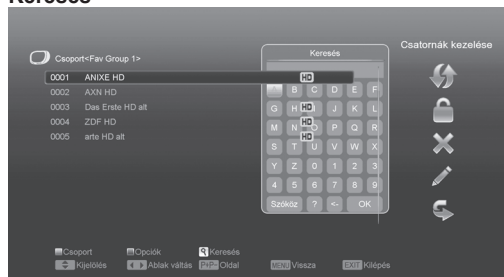 Keresés
Csatornák kezelése
Csoport<Fav Group 1>
Keresés
0001 ANIXE HD HD
0002 AXN HD
0003 Das Erste HD alt HD
0004 ZDF HD HD
0005 arte HD alt HD
B C D E F
G H J K L
M N P Q R
S T U V W X
Y Z 0 1 2 3
4 5 6 7 8 9
Szóköz ? <- OK
Csoport Opciók Keresés
Kijelölés Ablak váltás P+P- Oldal MENU Vissza EXIT Kilépés